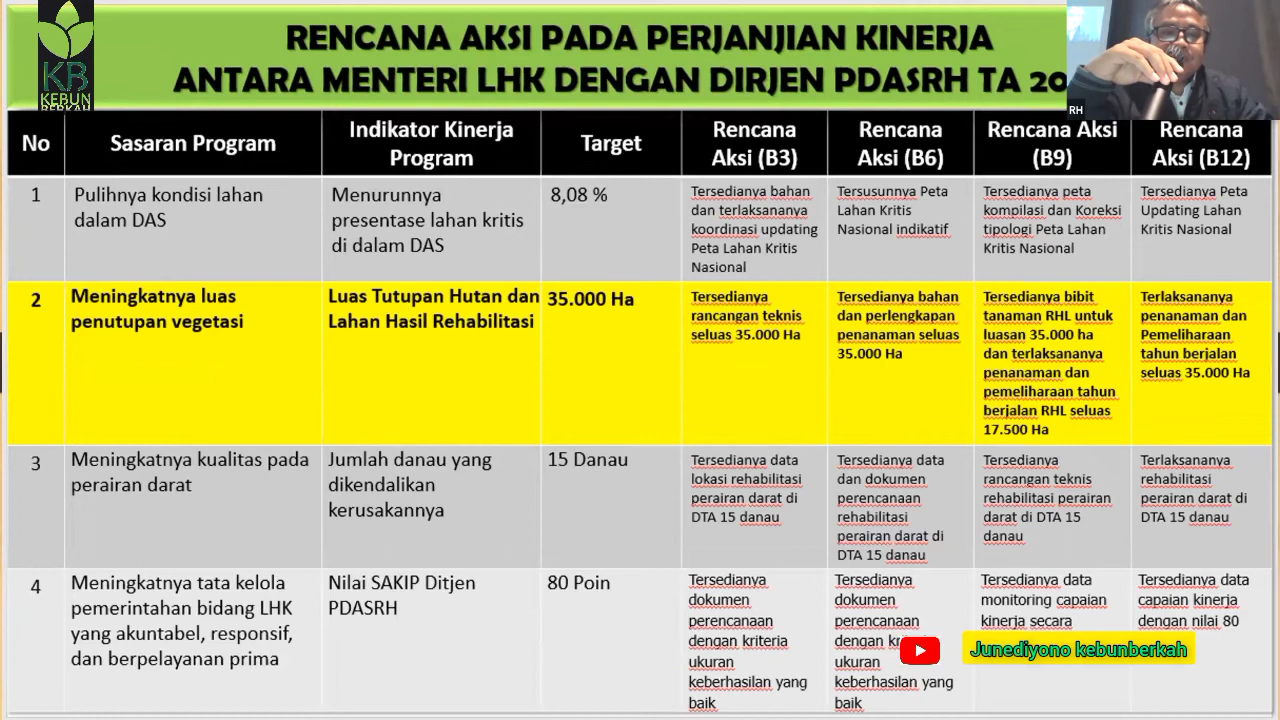 RENCANA AKSI PADA PERJANJIAN KINERJA
ANTARA MENTERI LHK DENGAN DIRJEN PDASRH TA
KB
KEBUN
BERKAH
RH
No
Sasaran Program
Indikator Kinerja
Program
Target
Rencana
Aksi (B3)
Rencana
Aksi (B6)
Rencana Aksi
(B9)
Rencana
Aksi (B12)
1
Pulihnya kondisi lahan
dalam DAS
Menurunnya
presentase lahan kritis
di dalam DAS
8,08 %
Tersedianya bahan
dan terlaksananya
koordinasi updating
Peta Lahan Kritis
Nasional
Tersusunnya Peta
Lahan Kritis
Nasional indikatif
Tersedianya peta
kompilasi dan Koreksi
tipologi Peta Lahan
Kritis Nasional
Tersedianya Peta
Updating Lahan
Kritis Nasional
2
Meningkatnya luas
penutupan vegetasi
Luas Tutupan Hutan dan
Lahan Hasil Rehabilitasi
35.000 Ha
Tersedianya
rancangan teknis
seluas 35.000 Ha
Tersedianya bahan
dan perlengkapan
penanaman seluas
35.000 Ha
Tersedianya bibit
tanaman RHL untuk
luasan 35.000 ha
dan terlaksananya
penanaman dan
pemeliharaan tahun
berjalan RHL seluas
17.500 Ha
Terlaksananya
penanaman dan
Pemeliharaan
tahun berjalan
seluas 35.000 Ha
3
Meningkatnya kualitas pada
perairan darat
Jumlah danau yang
dikendalikan
kerusakannya
15 Danau
Tersedianya data
lokasi rehabilitasi
perairan darat di
DTA 15 danau
Tersedianya data
dan dokumen
perencanaan
rehabilitasi
perairan darat di
DTA 15 danau
Tersedianya
rancangan teknis
rehabilitasi perairan
darat di DTA 15
danau
Terlaksananya
rehabilitasi
perairan darat di
DTA 15 danau
4
Meningkatnya tata kelola
pemerintahan bidang LHK
yang akuntabel, responsif,
dan berpelayanan prima
Nilai SAKIP Ditjen
PDASRH
80 Poin
Tersedianya
dokumen
perencanaan
dengan kriteria
ukuran
keberhasilan yang
baik
Tersedianya
dokumen
perencanaan
dengan
ukuran
keberhasilan yang
baik
Tersedianya data
monitoring capaian
kinerja secara
Tersedianya data
capaian kinerja
dengan nilai 80
Junediyono kebunberkah